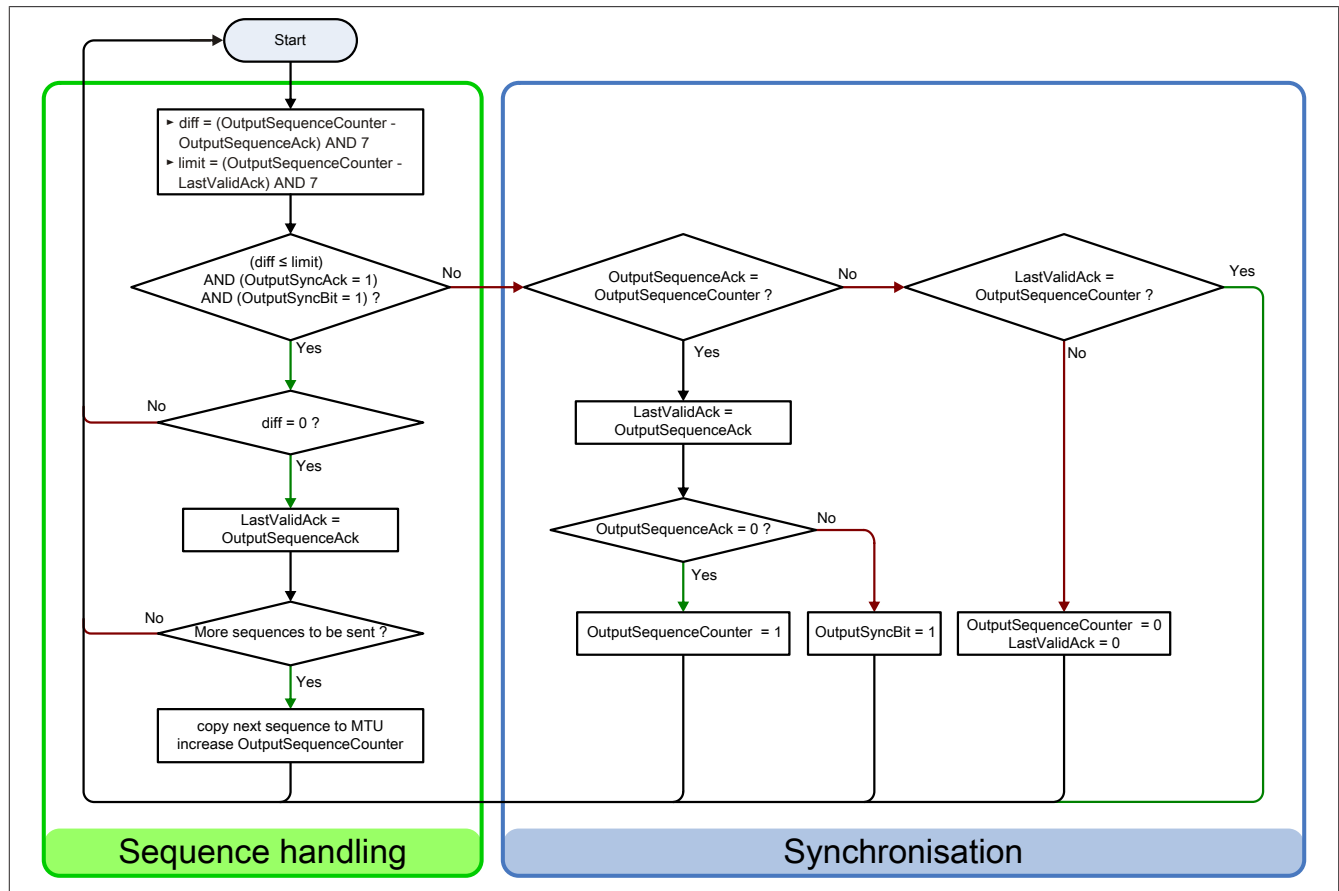 Start
► diff = (OutputSequenceCounter -
OutputSequenceAck) AND 7
► limit = (OutputSequenceCounter -
LastValidAck) AND 7
(diff ≤ limit)
AND (OutputSyncAck = 1)
AND (OutputSyncBit = 1) ?
No
Yes
diff = 0 ?
No
Yes
LastValidAck =
OutputSequenceAck
More sequences to be sent ?
No
Yes
copy next sequence to MTU
increase OutputSequenceCounter
Sequence handling
OutputSequenceAck =
OutputSequenceCounter ?
No
Yes
LastValidAck =
OutputSequenceAck
OutputSequenceAck = 0 ?
No
Yes
OutputSequenceCounter = 1
OutputSyncBit = 1
LastValidAck =
OutputSequenceCounter ?
Yes
No
OutputSequenceCounter = 0
LastValidAck = 0
Synchronisation